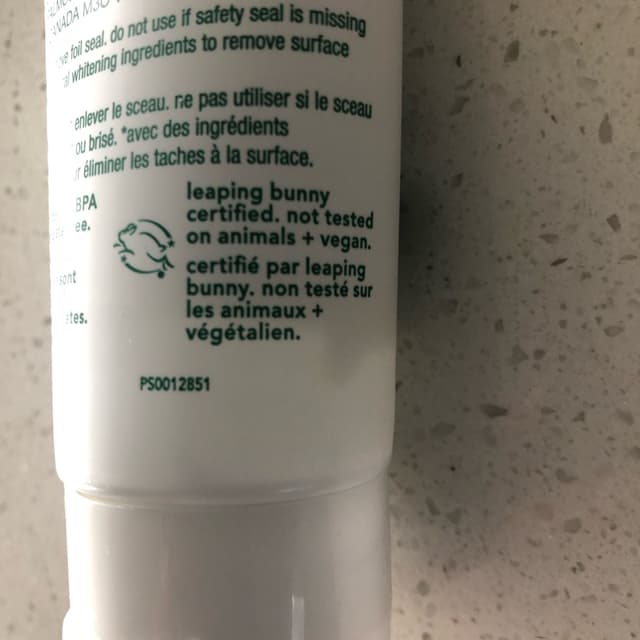 CANADA M3C
foil seal. do not use if safety seal is missing
whitening ingredients to remove surface
enlever le sceau. ne pas utiliser si le sceau
ou brisé. *avec des ingrédients
éliminer les taches à la surface.
BPA
leaping bunny
certified. not tested
on animals + vegan.
certifié par leaping
bunny. non testé sur
les animaux +
végétalien.
PS0012851